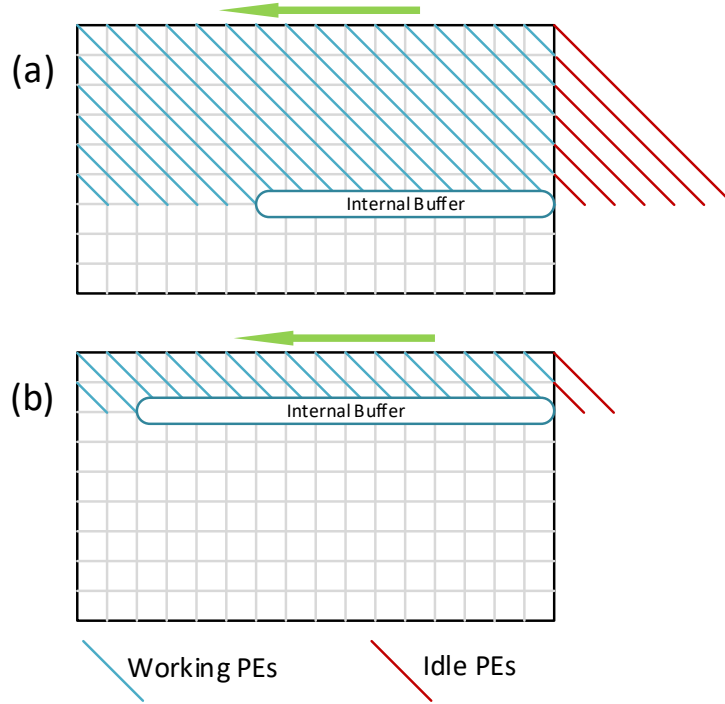 (a)
Internal Buffer
(b)
Internal Buffer
Working PEs
Idle PEs